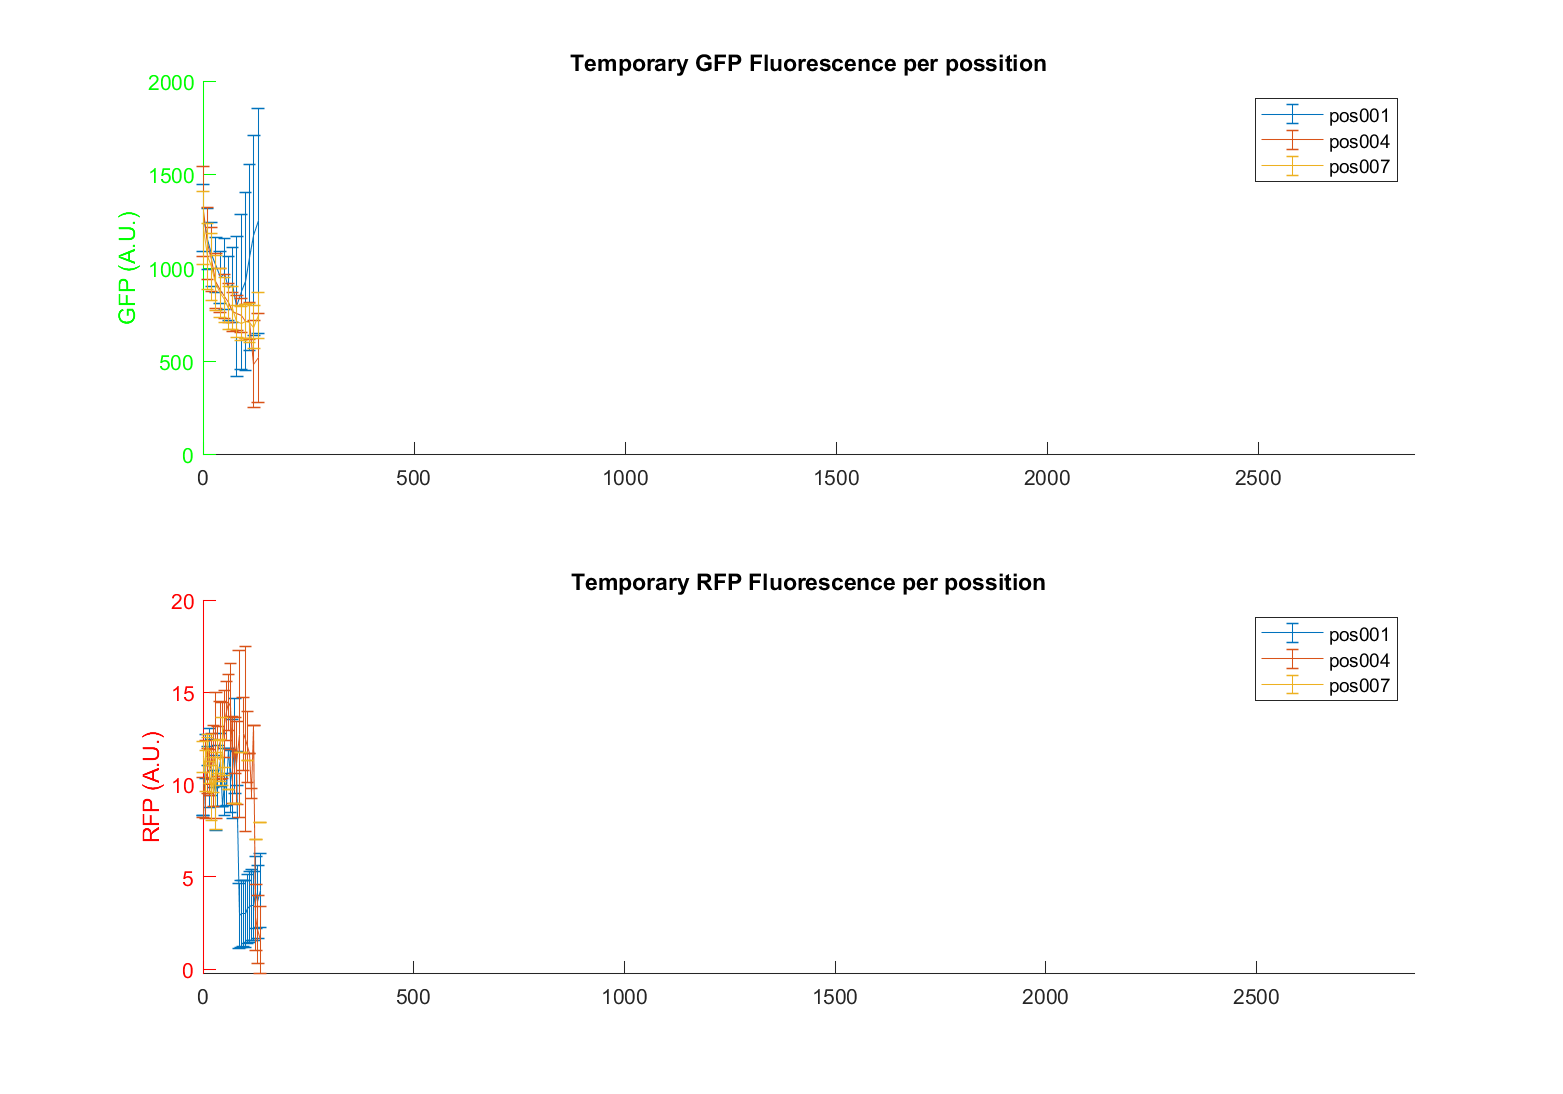 Temporary GFP Fluorescence per possition
2000
1500
1000
500
0
GFP (A.U.)
pos001
pos004
pos007
0 500 1000 1500 2000 2500
Temporary RFP Fluorescence per possition
20
15
10
5
0
RFP (A.U.)
pos001
pos004
pos007
0 500 1000 1500 2000 2500